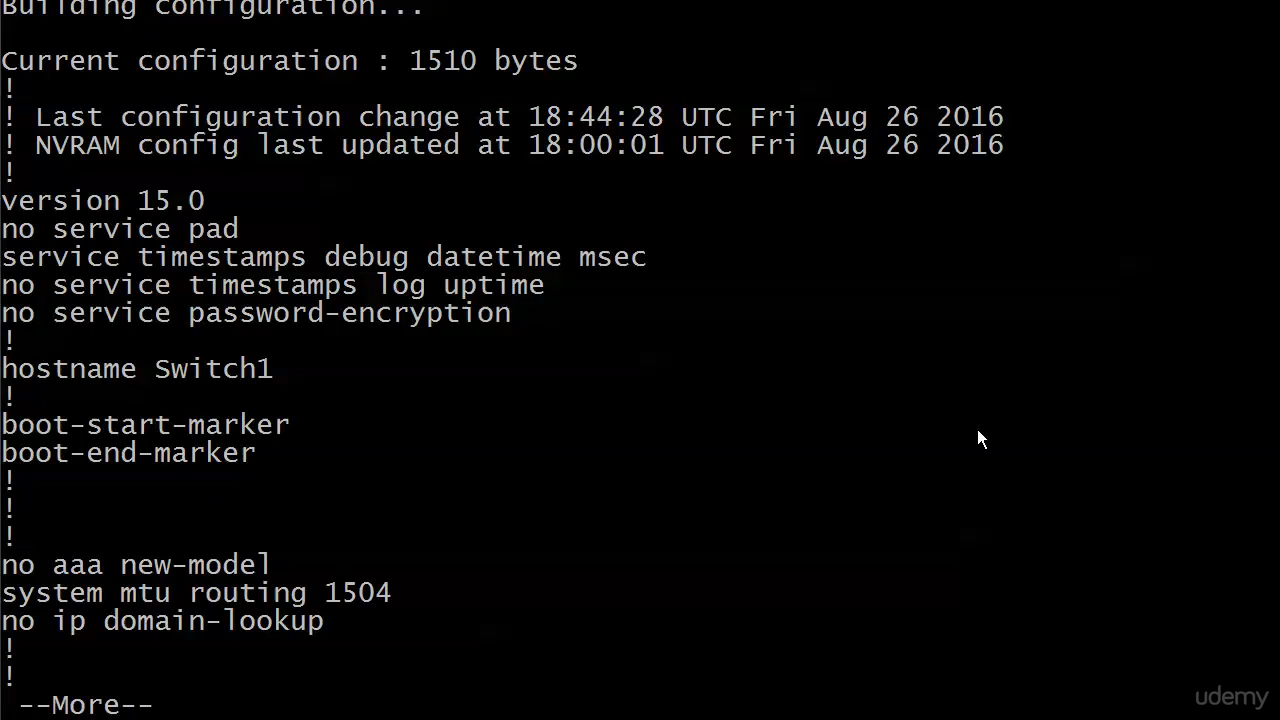 Building configuration...
Current configuration : 1510 bytes
!
! Last configuration change at 18:44:28 UTC Fri Aug 26 2016
! NVRAM config last updated at 18:00:01 UTC Fri Aug 26 2016
!
version 15.0
no service pad
service timestamps debug datetime msec
no service timestamps log uptime
no service password-encryption
!
hostname Switch1
!
boot-start-marker
boot-end-marker
!
!
!
no aaa new-model
system mtu routing 1504
no ip domain-lookup
!
!
--More--
udemy